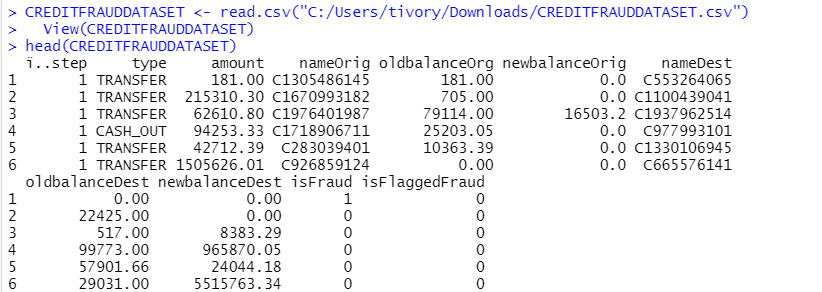 > CREDITFRAUDDATASET <- read.csv("C:/Users/tivory/Downloads/CREDITFRAUDDATASET.csv")
>   View(CREDITFRAUDDATASET)
> head(CREDITFRAUDDATASET)
  ï..step     type     amount    nameOrig oldbalanceOrg newbalanceOrig    nameDest
1       1 TRANSFER     181.00 C1305486145        181.00            0.0  C553264065
2       1 TRANSFER  215310.30 C1670993182        705.00            0.0 C1100439041
3       1 TRANSFER   62610.80 C1976401987      79114.00        16503.2 C1937962514
4       1 CASH_OUT   94253.33 C1718906711      25203.05            0.0  C977993101
5       1 TRANSFER   42712.39  C283039401      10363.39            0.0 C1330106945
6       1 TRANSFER 1505626.01  C926859124          0.00            0.0  C665576141
  oldbalanceDest newbalanceDest isFraud isFlaggedFraud
1           0.00           0.00       1              0
2       22425.00           0.00       0              0
3         517.00        8383.29       0              0
4       99773.00      965870.05       0              0
5       57901.66       24044.18       0              0
6       29031.00     5515763.34       0              0